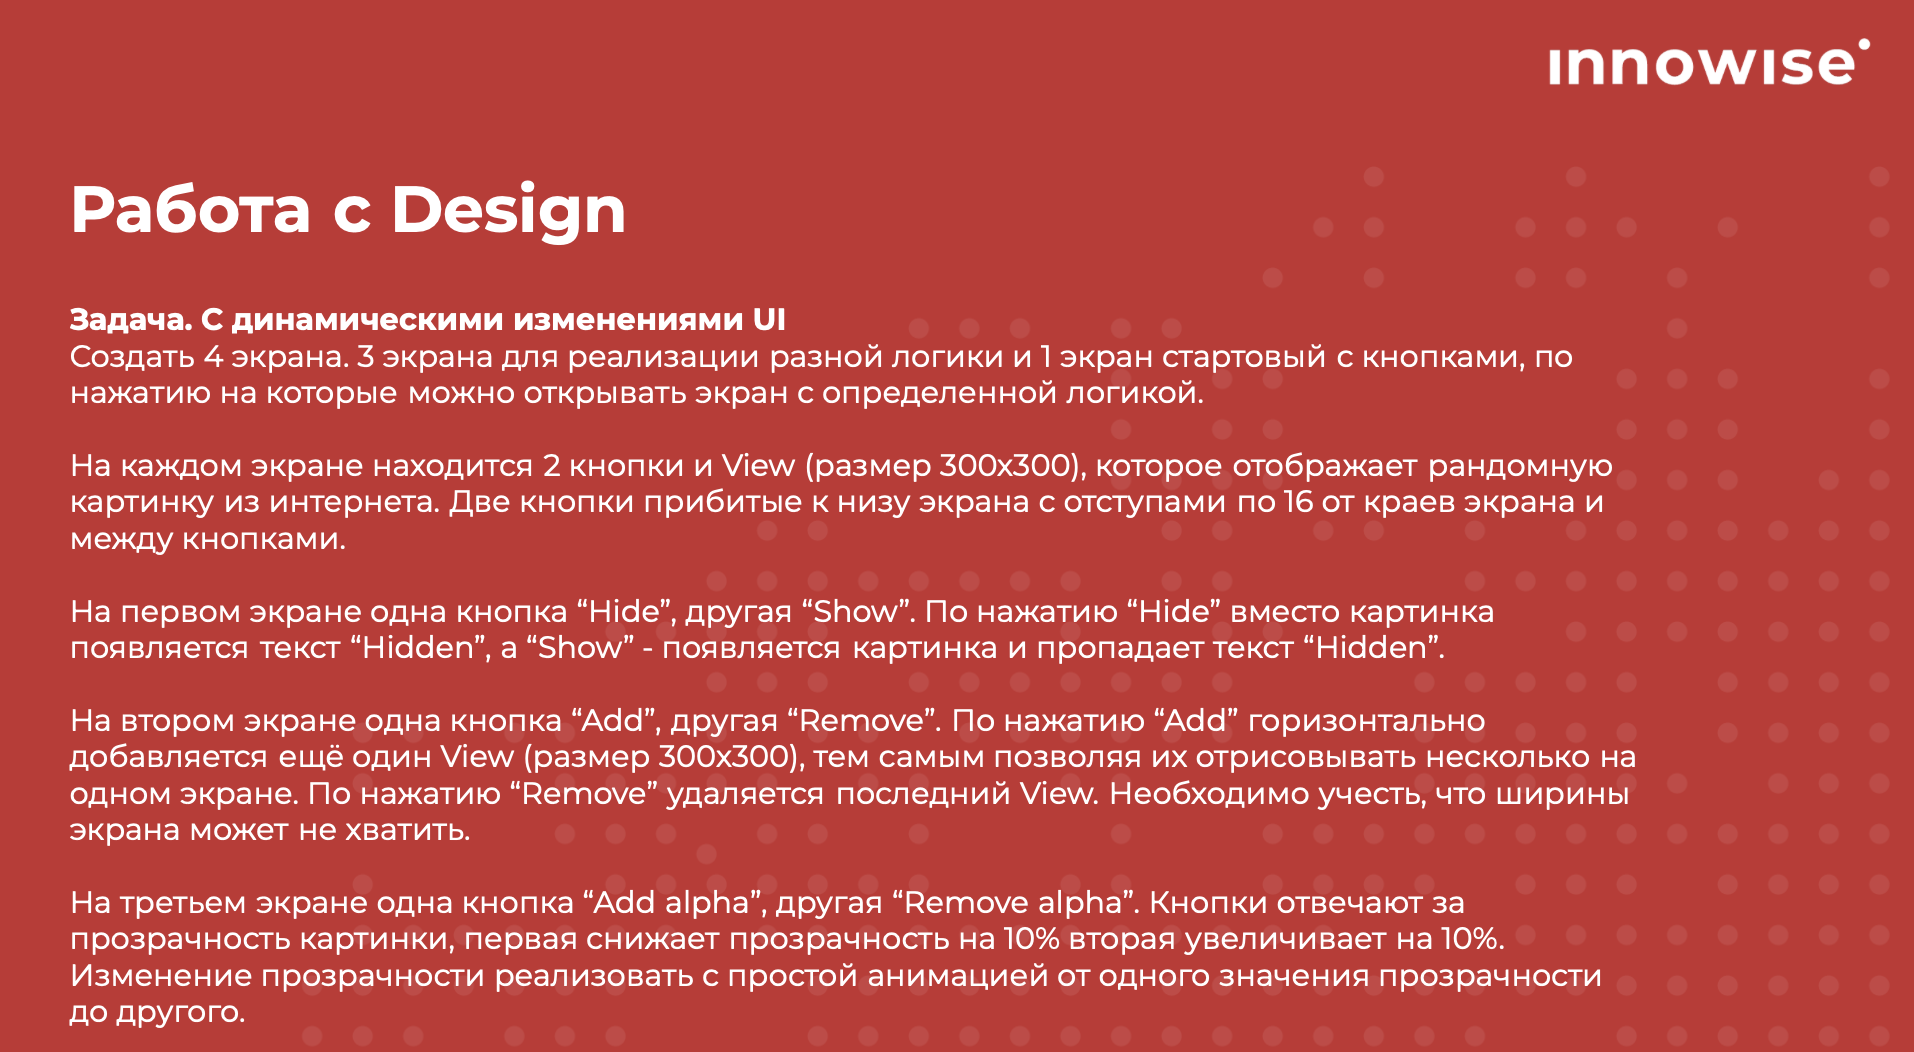 innowise
Работа с Design
Задача. С динамическими изменениями UI
Создать 4 экрана. 3 экрана для реализации разной логики и 1 экран стартовый с кнопками, по
нажатию на которые можно открывать экран с определенной логикой.
На каждом экране находится 2 кнопки и View (размер 300x300), которое отображает рандомную
картинку из интернета. Две кнопки прибитые к низу экрана с отступами по 16 от краев экрана и
между кнопками.
На первом экране одна кнопка “Hide”, другая “Show”. По нажатию “Hide” вместо картинка
появляется текст “Hidden”, а “Show” - появляется картинка и пропадает текст “Hidden”.
На втором экране одна кнопка “Add”, другая “Remove”. По нажатию “Add” горизонтально
добавляется ещё один View (размер 300x300), тем самым позволяя их отрисовывать несколько на
одном экране. По нажатию “Remove” удаляется последний View. Необходимо учесть, что ширины
экрана может не хватить.
На третьем экране одна кнопка “Add alpha”, другая “Remove alpha”. Кнопки отвечают за
прозрачность картинки, первая снижает прозрачность на 10% вторая увеличивает на 10%.
Изменение прозрачности реализовать с простой анимацией от одного значения прозрачности
до другого.